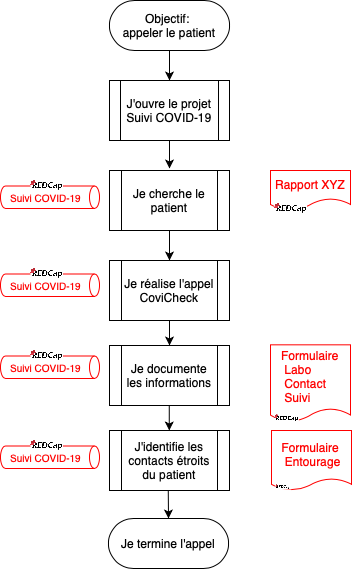 Objectif:
appeler le patient
J'ouvre le projet
Suivi COVID-19
REDCap
Suivi COVID-19
Je cherche le
patient
Rapport XYZ
REDCap
REDCap
Suivi COVID-19
Je réalise l'appel
CoviCheck
REDCap
Suivi COVID-19
Je documente
les informations
Formulaire
Labo
Contact
Suivi
REDCap
REDCap
Suivi COVID-19
J'identifie les
contacts étroits
du patient
Formulaire
Entourage
REDCap
Je termine l'appel